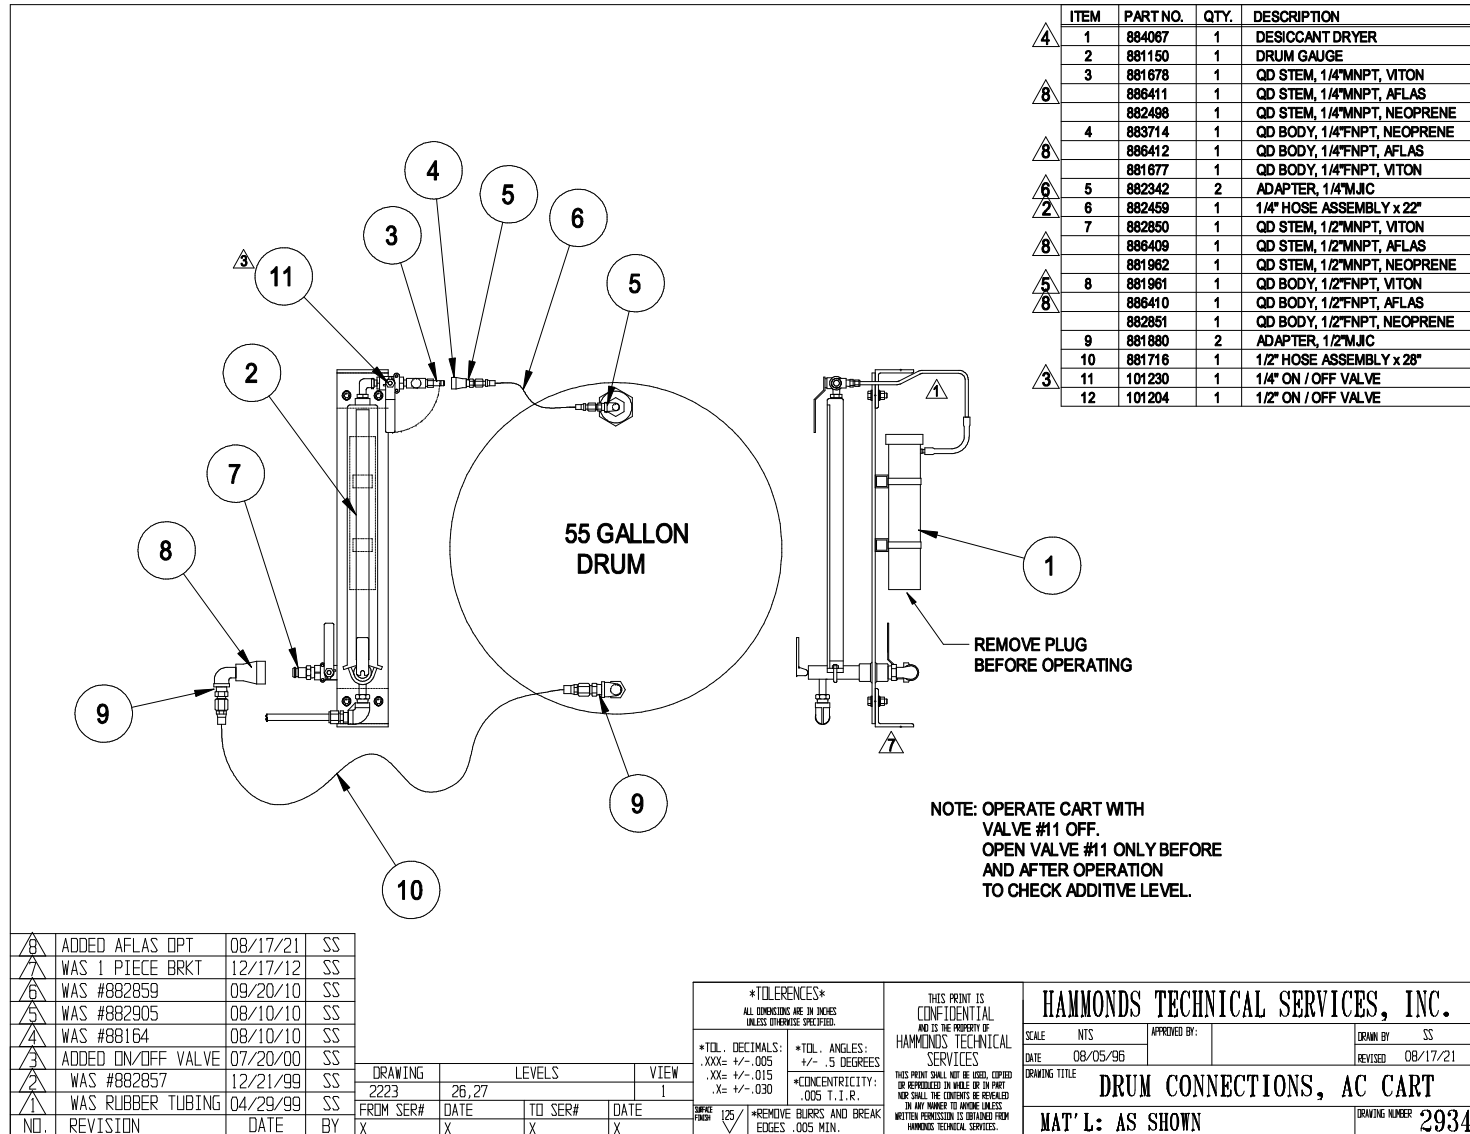 ITEM PART NO. QTY. DESCRIPTION
4 1 884067 1 DESICCANT DRYER
2 881150 1 DRUM GAUGE
3 881678 1 QD STEM, 1/4"MNPT, VITON
8 886411 1 QD STEM, 1/4"MNPT, AFLAS
882498 1 QD STEM, 1/4"MNPT, NEOPRENE
4 883714 1 QD BODY, 1/4"FNPT, NEOPRENE
8 886412 1 QD BODY, 1/4"FNPT, AFLAS
881677 1 QD BODY, 1/4"FNPT, VITON
6 5 882342 2 ADAPTER, 1/4"MJIC
2 6 882459 1 1/4" HOSE ASSEMBLY x 22"
7 882850 1 QD STEM, 1/2"MNPT, VITON
8 886409 1 QD STEM, 1/2"MNPT, AFLAS
881962 1 QD STEM, 1/2"MNPT, NEOPRENE
5 8 881961 1 QD BODY, 1/2"FNPT, VITON
8 886410 1 QD BODY, 1/2"FNPT, AFLAS
882851 1 QD BODY, 1/2"FNPT, NEOPRENE
9 881880 2 ADAPTER, 1/2"MJIC
10 881716 1 1/2" HOSE ASSEMBLY x 28"
3 11 101230 1 1/4" ON / OFF VALVE
12 101204 1 1/2" ON / OFF VALVE
4
5
6
3
3
11
5
2
1
7
8
55 GALLON
DRUM
1
REMOVE PLUG
BEFORE OPERATING
9
7
9
10
NOTE: OPERATE CART WITH
VALVE #11 OFF.
OPEN VALVE #11 ONLY BEFORE
AND AFTER OPERATION
TO CHECK ADDITIVE LEVEL.
8 ADDED AFLAS OPT 08/17/21 SS
7 WAS 1 PIECE BRKT 12/17/12 SS
6 WAS #882859 09/20/10 SS
5 WAS #882905 08/10/10 SS
4 WAS #88164 08/10/10 SS
3 ADDED ON/OFF VALVE 07/20/00 SS
2 WAS #882857 12/21/99 SS
1 WAS RUBBER TUBING 04/29/99 SS
NO. REVISION DATE BY
DRAWING LEVELS VIEW
2223 26,27 1
FROM SER# DATE TO SER# DATE
X X X X
*TOLERENCES*
ALL DIMENSIONS ARE IN INCHES
UNLESS OTHERWISE SPECIFIED.
*TOL. DECIMALS:
.XXX= +/-.005
.XX= +/-.015
.X= +/-.030
*TOL. ANGLES:
+/- .5 DEGREES
*CONCENTRICITY:
.005 T.I.R.
SURFACE
FINISH
125
*REMOVE BURRS AND BREAK
EDGES .005 MIN.
THIS PRINT IS
CONFIDENTIAL
AND IS THE PROPERTY OF
HAMMONDS TECHNICAL
SERVICES
THIS PRINT SHALL NOT BE USED, COPIED
OR REPRODUCED IN WHOLE OR IN PART
NOR SHALL THE CONTENTS BE REVEALED
IN ANY MANNER TO ANYONE UNLESS
WRITTEN PERMISSION IS OBTAINED FROM
HAMMONDS TECHNICAL SERVICES.
HAMMONDS TECHNICAL SERVICES, INC.
SCALE NTS APPROVED BY: DRAWN BY SS
DATE 08/05/96 REVISED 08/17/21
DRAWING TITLE
DRUM CONNECTIONS, AC CART
MAT'L: AS SHOWN
DRAWING NUMBER 2934